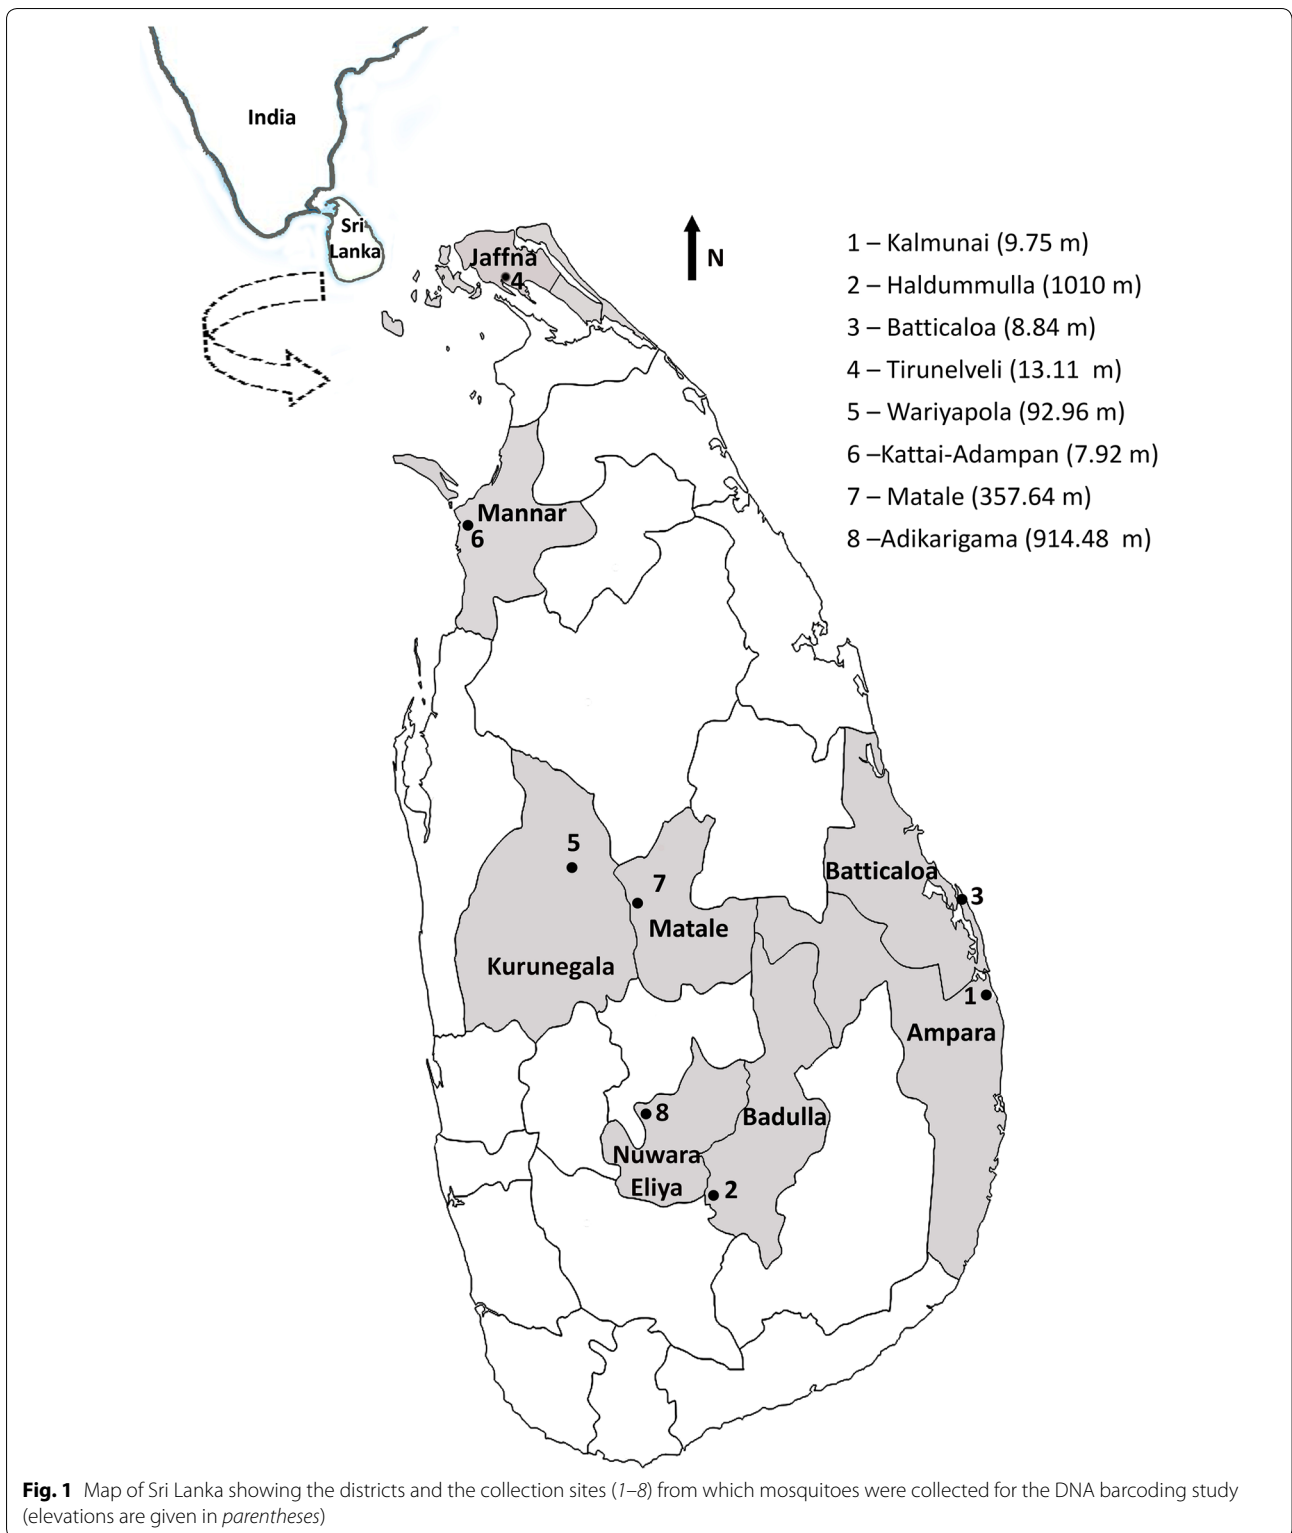 India
Sri
Lanka
N
Jaffna
4
1 – Kalmunai (9.75 m)
2 – Haldummulla (1010 m)
3 – Batticaloa (8.84 m)
4 – Tirunelveli (13.11  m)
5 – Wariyapola (92.96 m)
6 –Kattai-Adampan (7.92 m)
7 – Matale (357.64 m)
8 –Adikarigama (914.48  m)
Mannar
6
5
7
Batticaloa
3
Matale
Kurunegala
1
Ampara
8
Badulla
Nuwara
Eliya
2
Fig. 1 Map of Sri Lanka showing the districts and the collection sites (1–8) from which mosquitoes were collected for the DNA barcoding study
(elevations are given in parentheses)